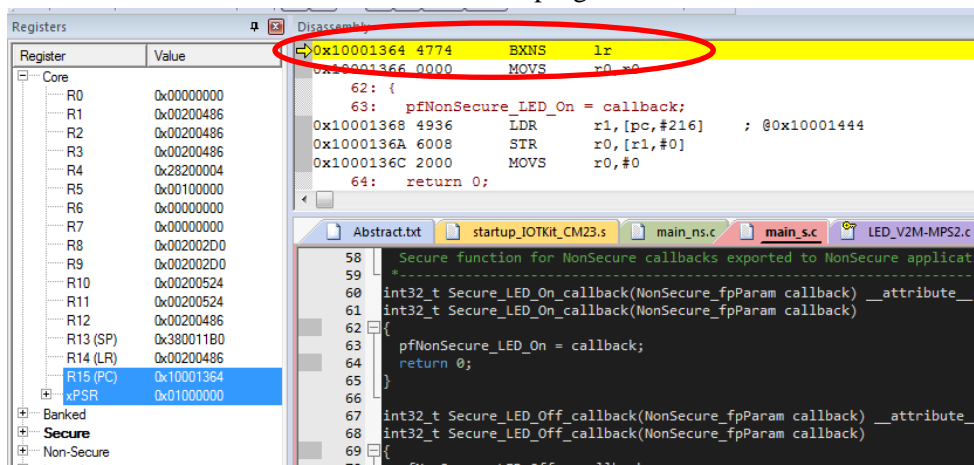 Registers
Register Value
Core
R0 0x00000000
R1 0x00200486
R2 0x00200486
R3 0x00200486
R4 0x28200004
R5 0x00100000
R6 0x00000000
R7 0x00000000
R8 0x002002D0
R9 0x002002D0
R10 0x00200524
R11 0x00200524
R12 0x00200486
R13 (SP) 0x380011B0
R14 (LR) 0x00200486
R15 (PC) 0x10001364
xPSR 0x01000000
Banked
Secure
Non-Secure
Disassembly
0x10001364 4774 BXNS lr
0x10001366 0000 MOVS r0,r0
62: {
63: pfNonSecure_LED_On = callback;
0x10001368 4936 LDR r1,[pc,#216] ; @0x10001444
0x1000136A 6008 STR r0,[r1,#0]
0x1000136C 2000 MOVS r0,#0
64: return 0;
Abstract.txt startup_IOTKit_CM23.s main_ns.c main_s.c LED_V2M-MPS2.c
58 Secure function for NonSecure callbacks exported to NonSecure applicat
59 *----------------------------------------------------------------------
60 int32_t Secure_LED_On_callback(NonSecure_fpParam callback) __attribute__
61 int32_t Secure_LED_On_callback(NonSecure_fpParam callback)
62 {
63 pfNonSecure_LED_On = callback;
64 return 0;
65 }
66
67 int32_t Secure_LED_Off_callback(NonSecure_fpParam callback) __attribute_
68 int32_t Secure_LED_Off_callback(NonSecure_fpParam callback)
69 {